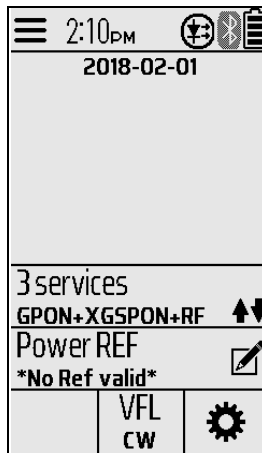 2:10PM
2018-02-01
3 services
GPON+XGSPON+RF
Power REF
*No Ref valid*
VFL
CW